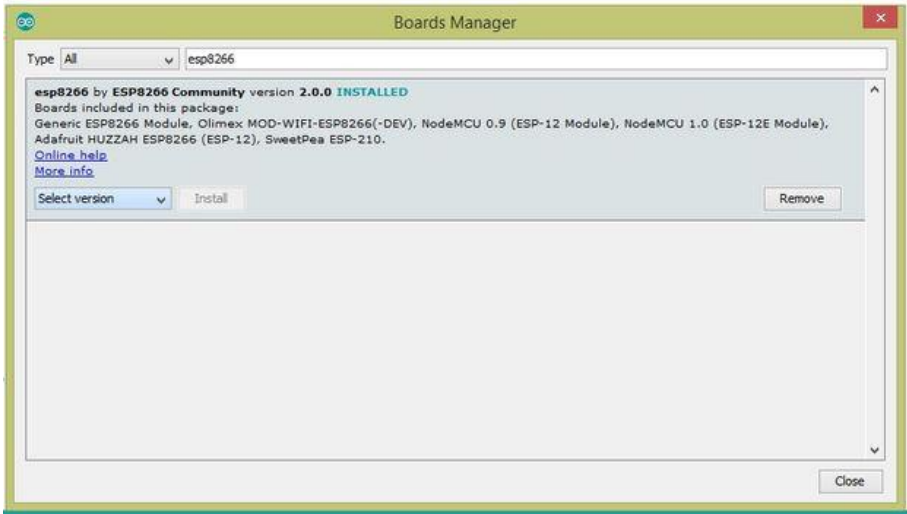 Boards Manager
Type All esp8266
esp8266 by ESP8266 Community version 2.0.0 INSTALLED
Boards included in this package:
Generic ESP8266 Module, Olimex MOD-WIFI-ESP8266(-DEV), NodeMCU 0.9 (ESP-12 Module), NodeMCU 1.0 (ESP-12E Module),
Adafruit HUZZAH ESP8266 (ESP-12), SweetPea ESP-210.
Online help
More info
Select version Install Remove
Close